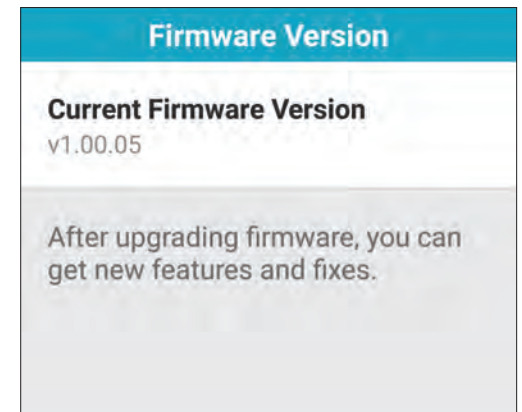 Firmware Version
Current Firmware Version
v1.00.05
After upgrading firmware, you can
get new features and fixes.